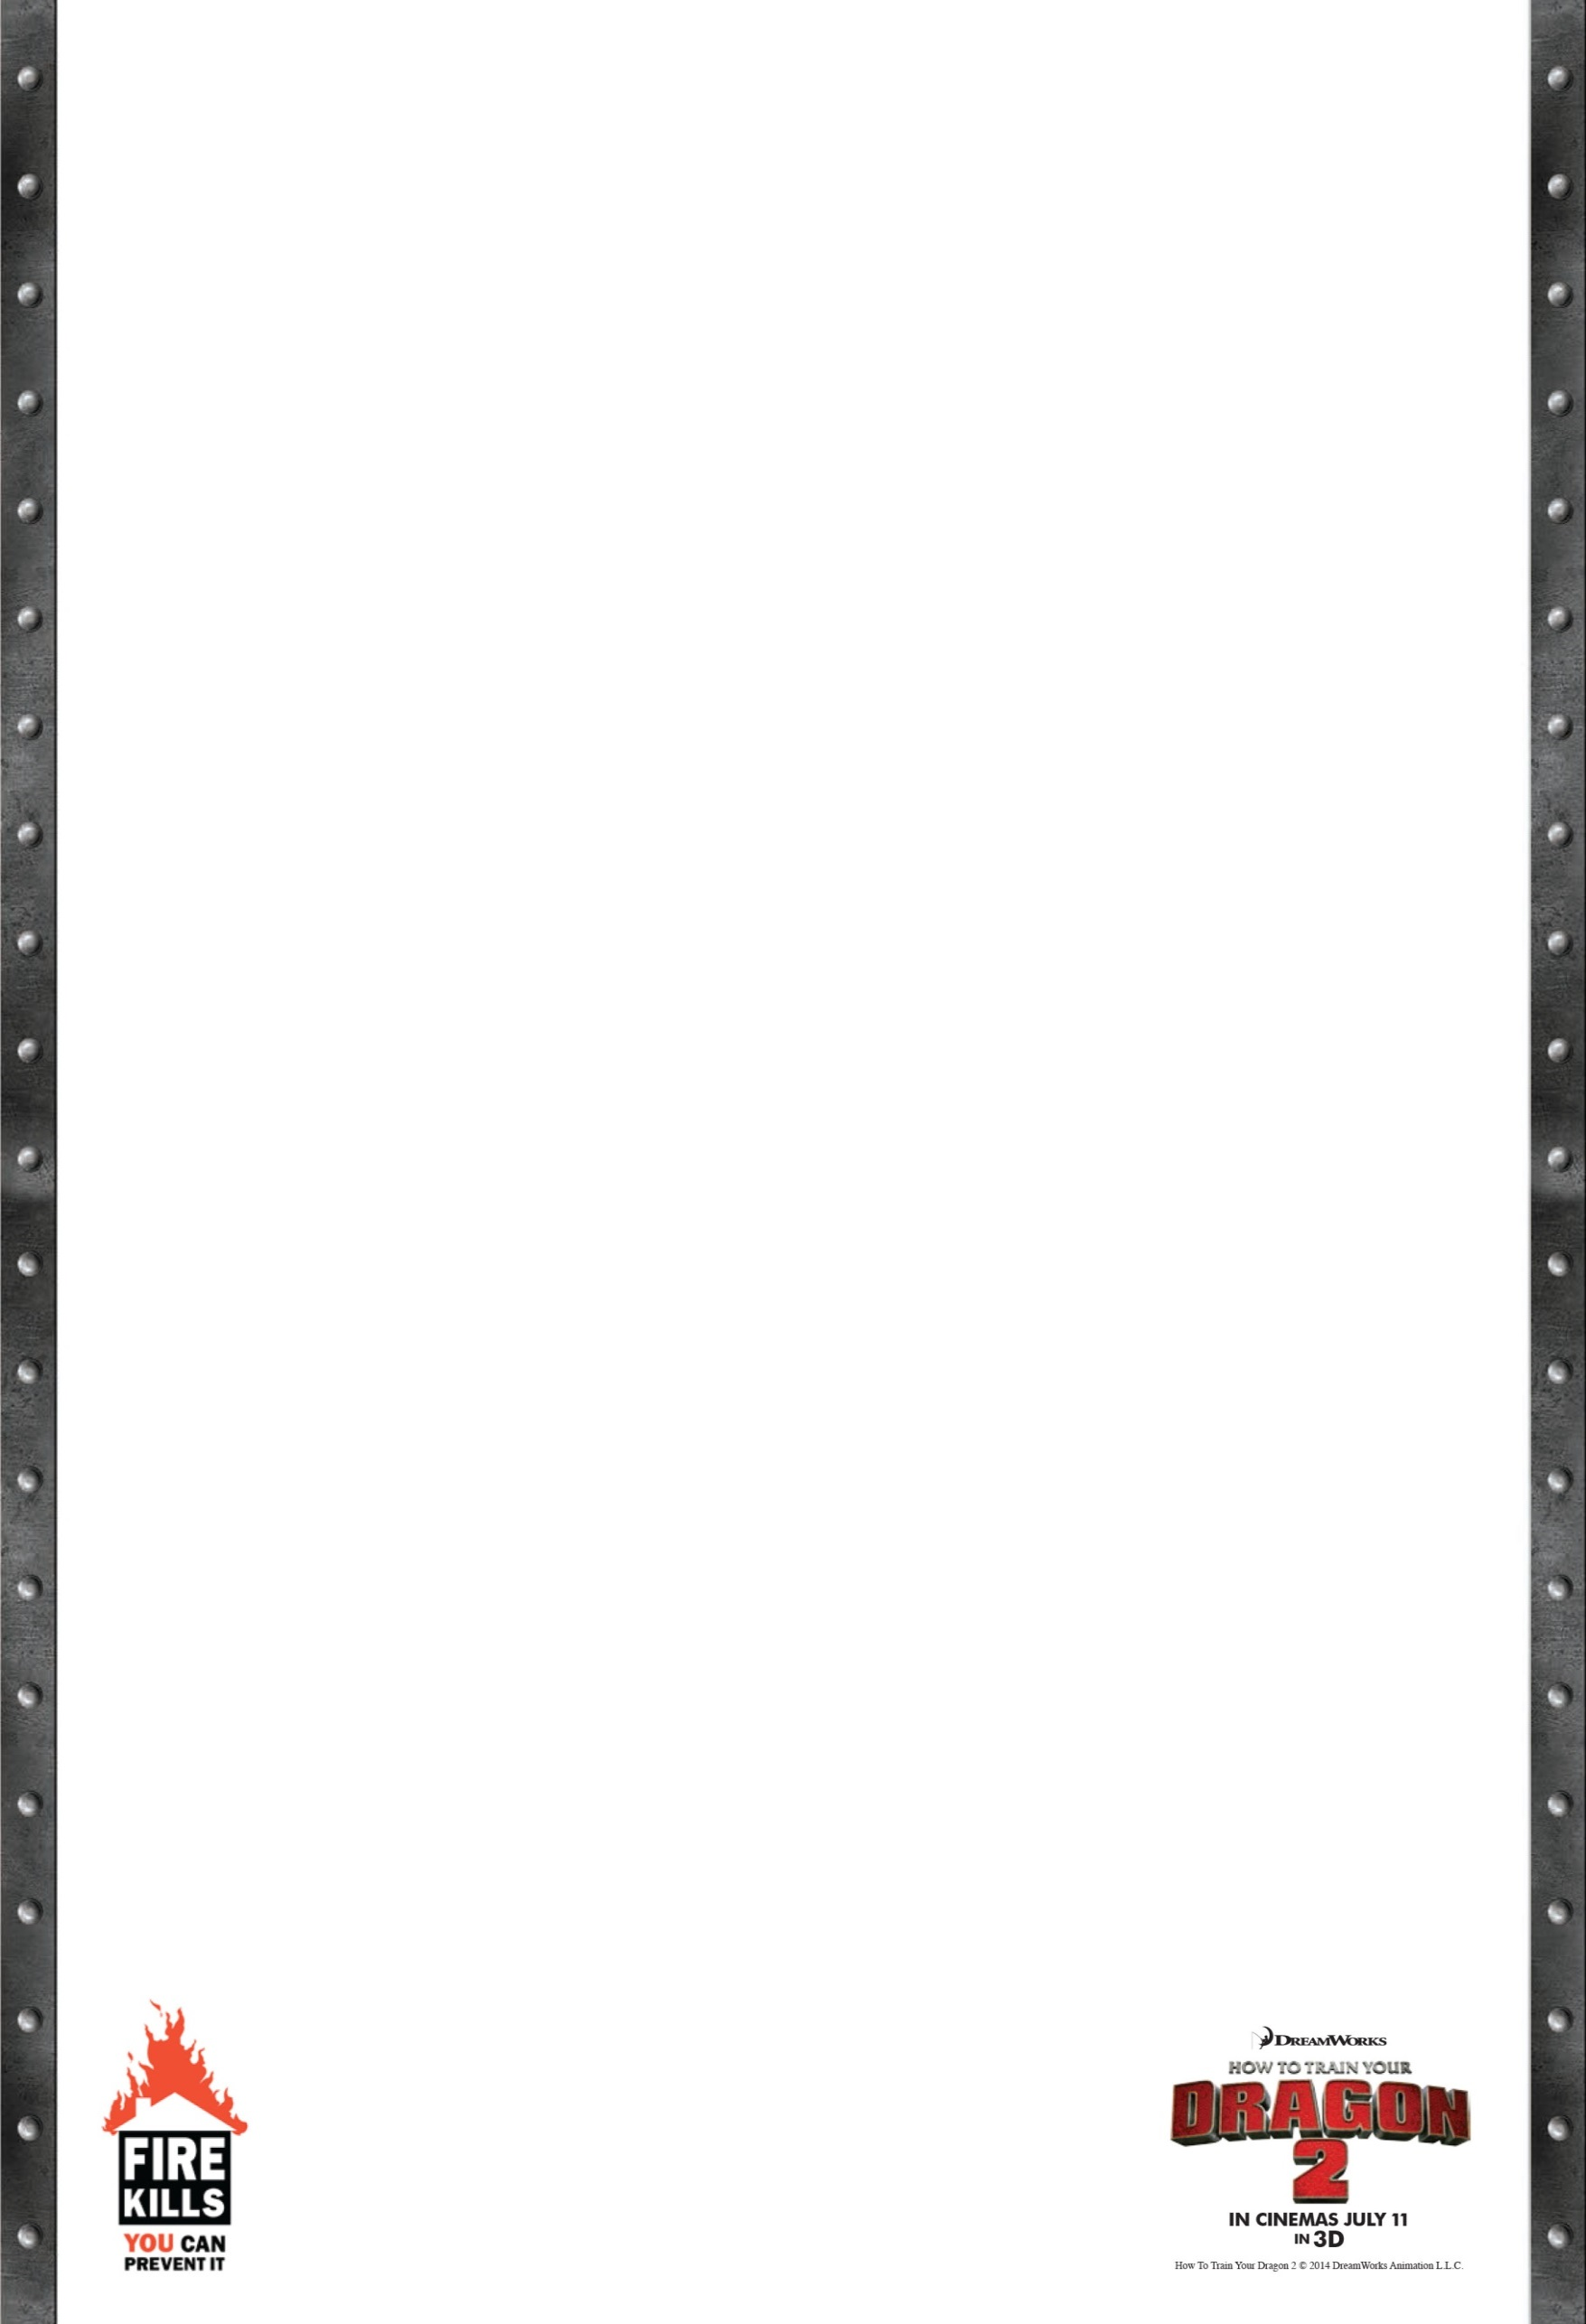 FIRE
KILLS
YOU CAN
PREVENT IT
DREAMWORKS
HOW TO TRAIN YOUR
DRAGON
2
IN CINEMAS JULY 11
IN 3D
How To Train Your Dragon 2 © 2014 DreamWorks Animation L.L.C.